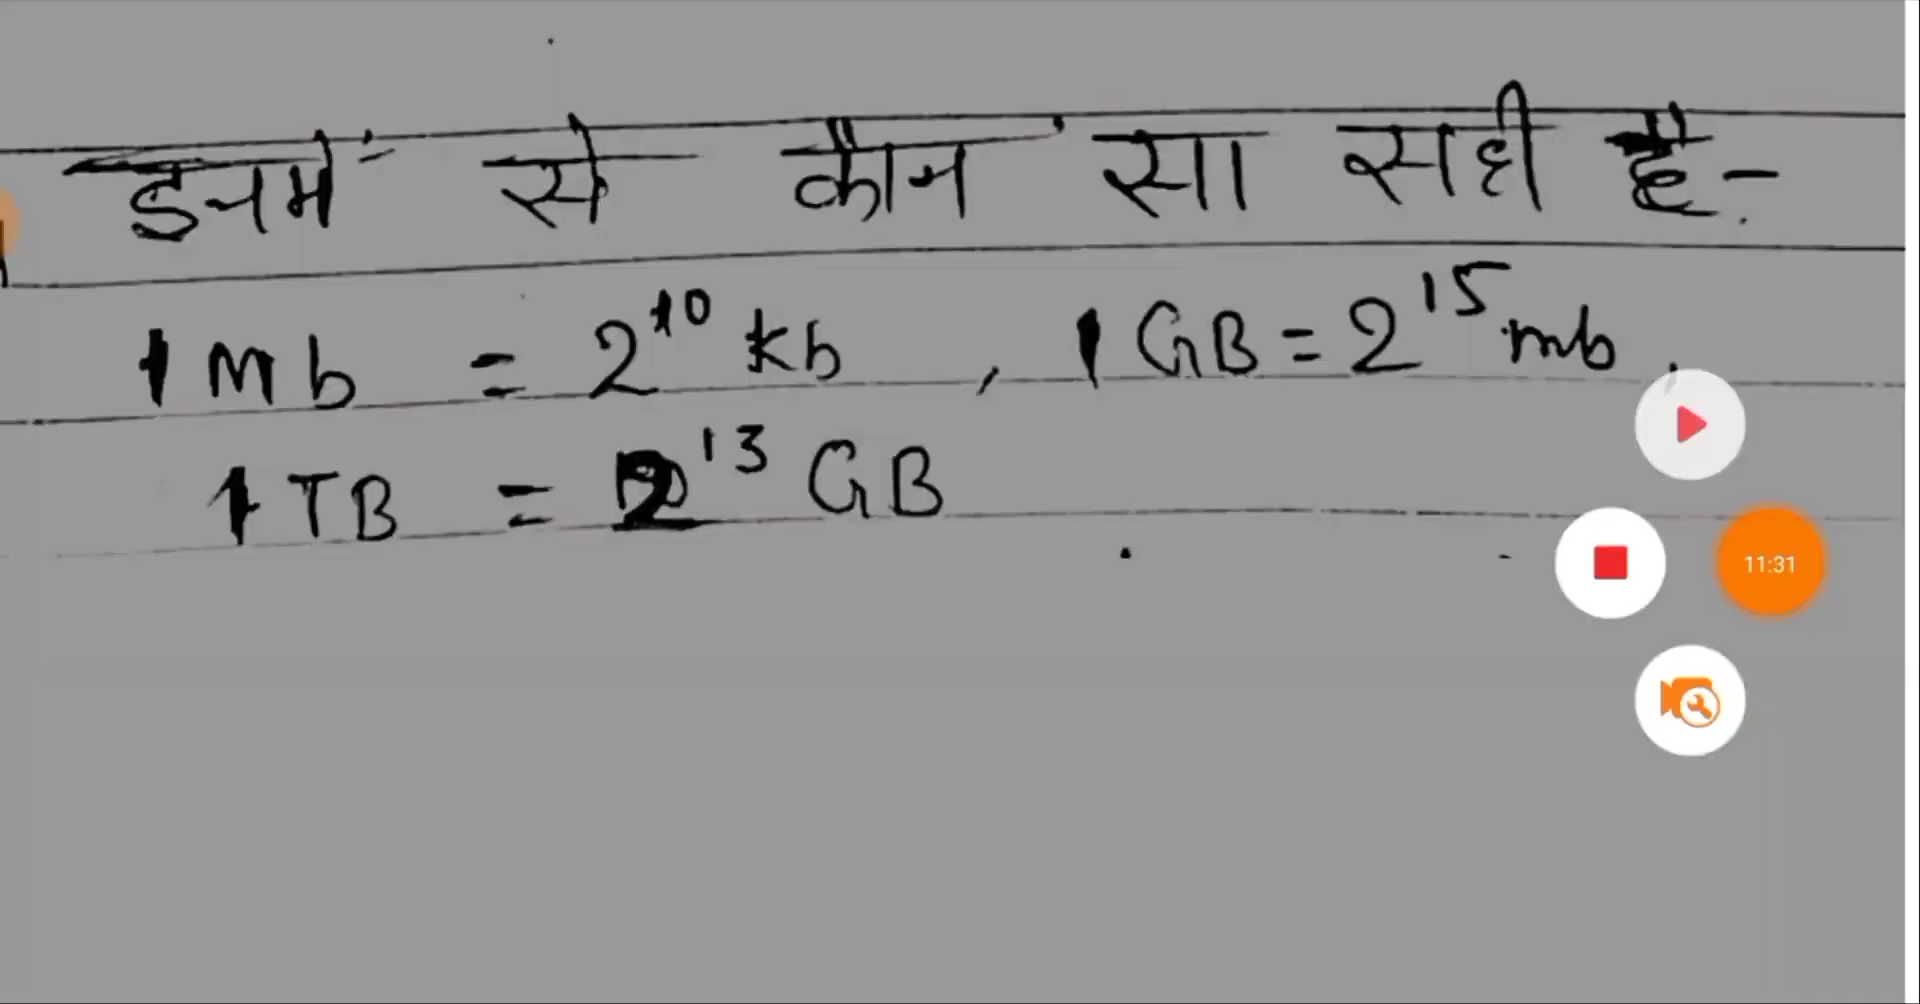 इनमें से कौन सा सही है-
1 Mb = 2^10 kb , 1 GB = 2^15 mb,
1 TB = 2^13 GB
11:31